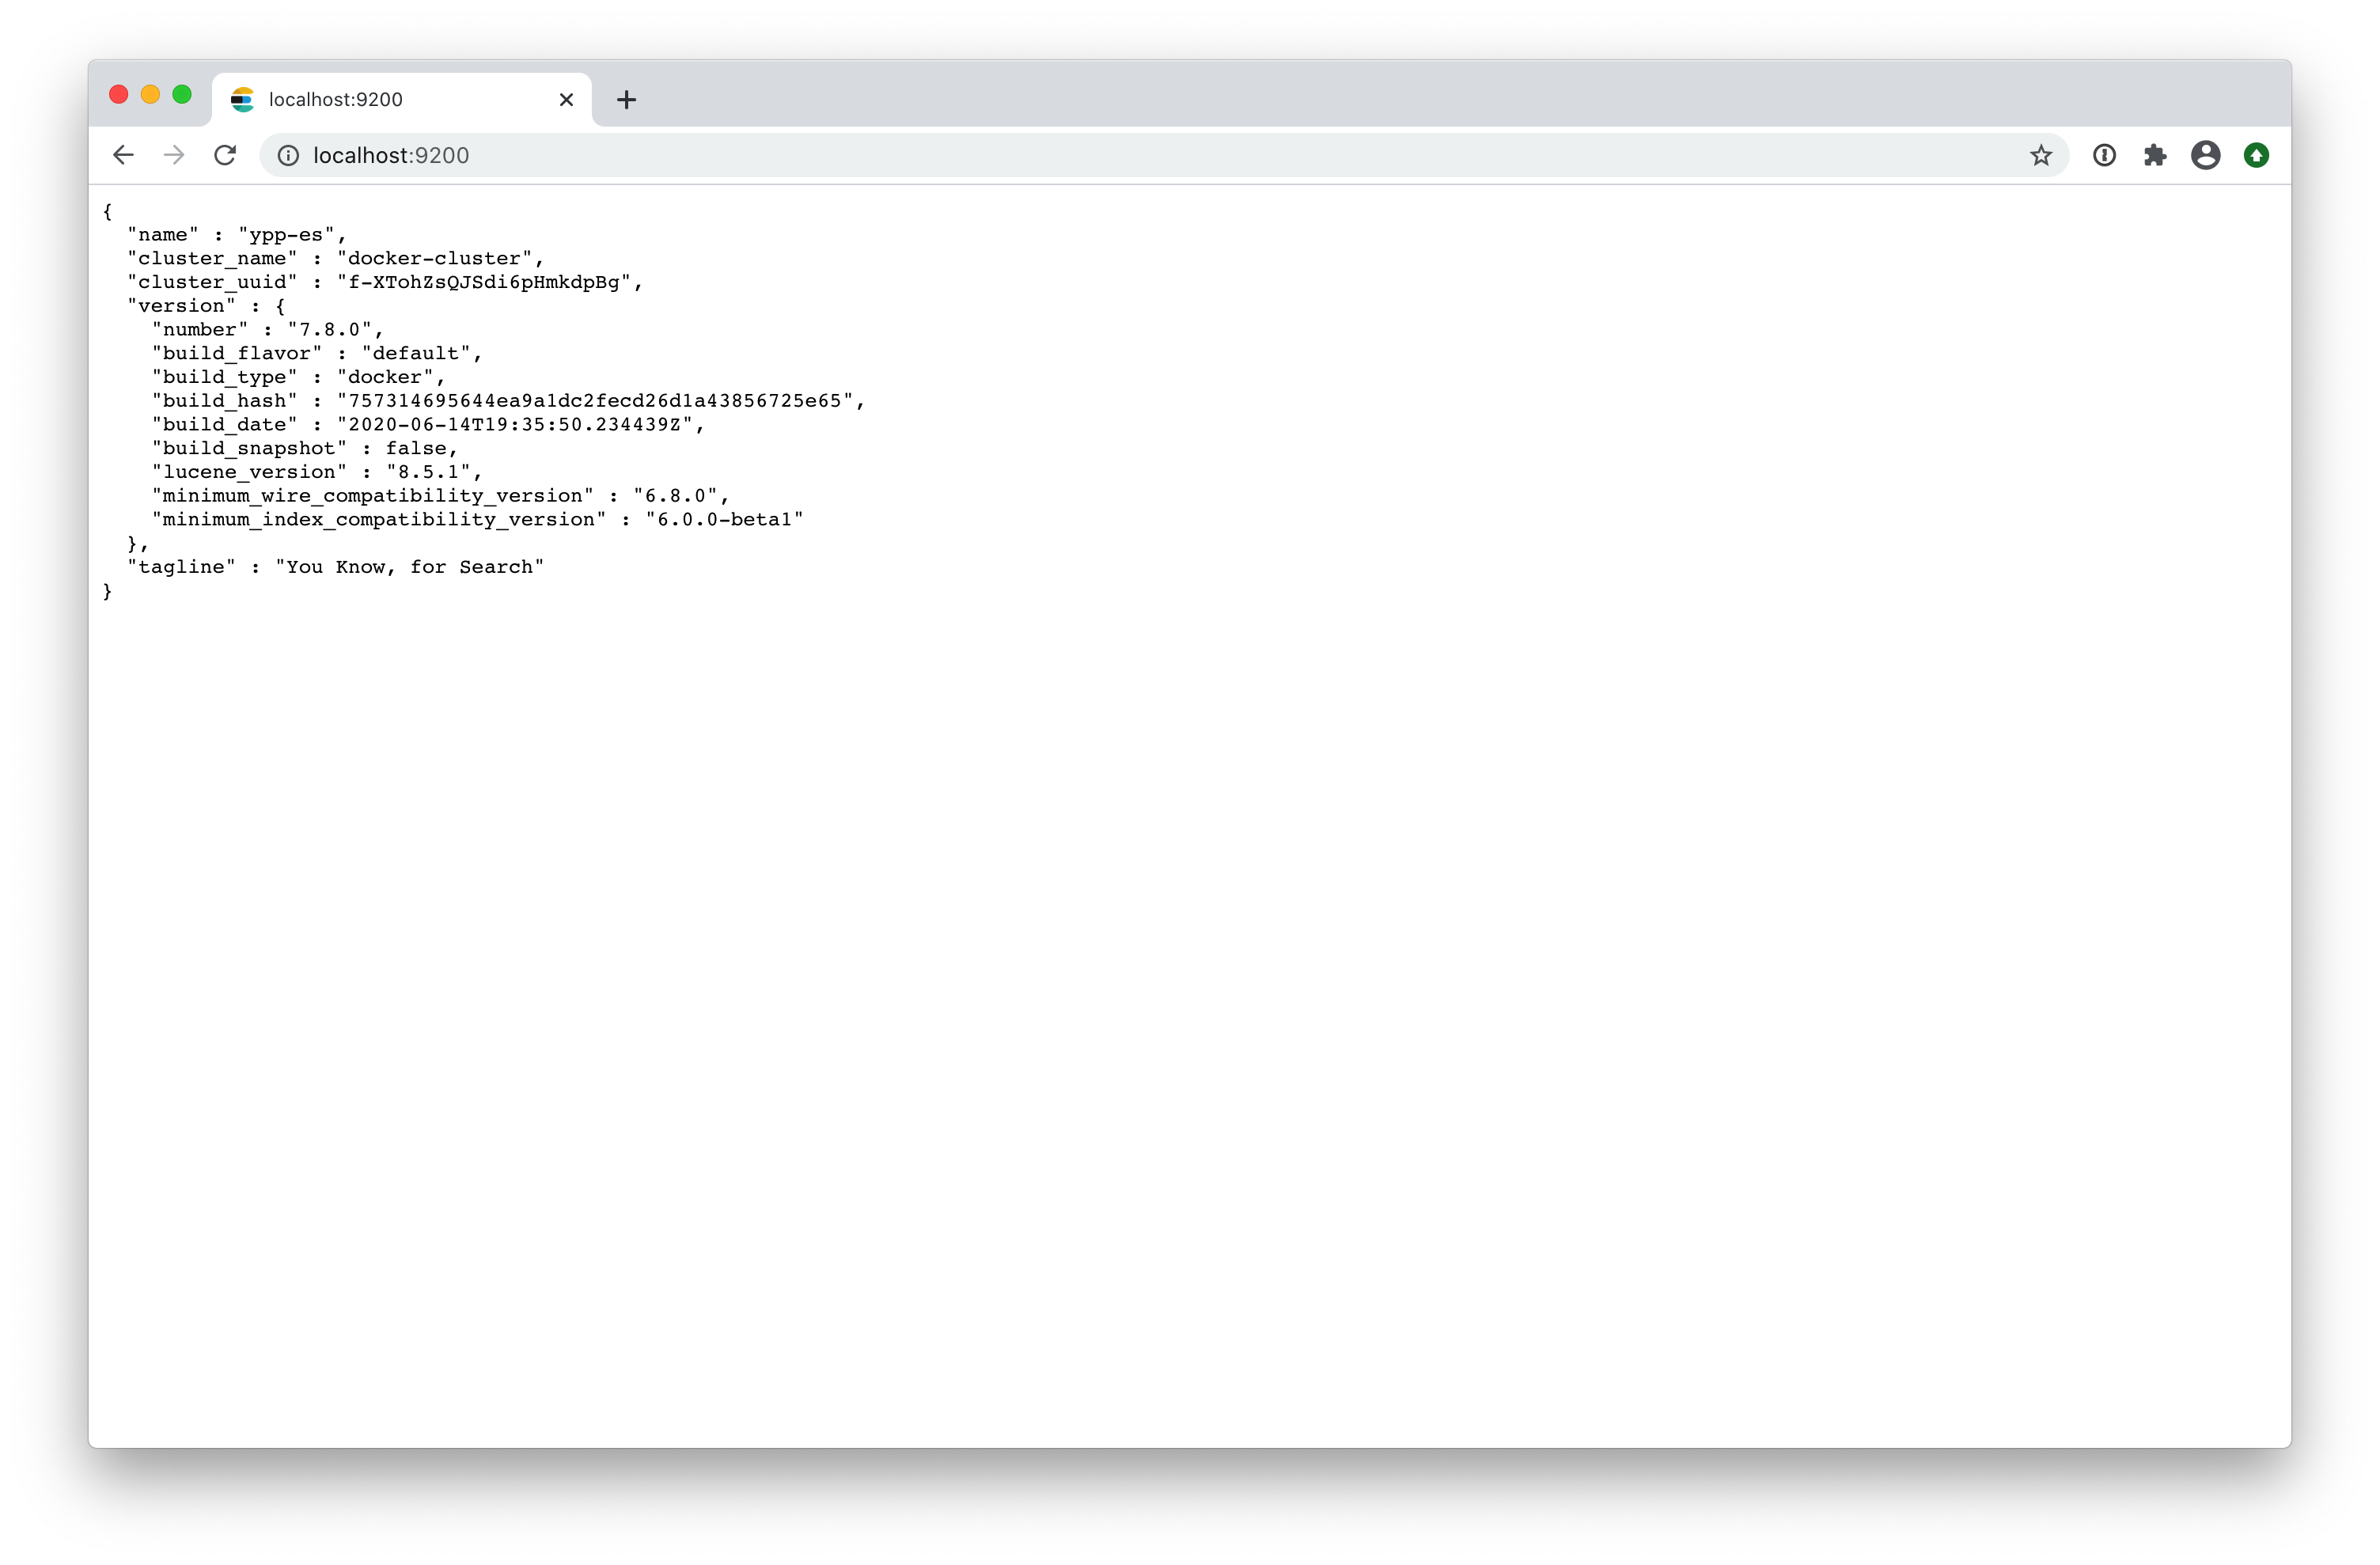 localhost:9200
localhost:9200
{
  "name" : "ypp-es",
  "cluster_name" : "docker-cluster",
  "cluster_uuid" : "f-XTohZsQJSdi6pHmkdpBg",
  "version" : {
    "number" : "7.8.0",
    "build_flavor" : "default",
    "build_type" : "docker",
    "build_hash" : "757314695644ea9a1dc2fecd26d1a43856725e65",
    "build_date" : "2020-06-14T19:35:50.234439Z",
    "build_snapshot" : false,
    "lucene_version" : "8.5.1",
    "minimum_wire_compatibility_version" : "6.8.0",
    "minimum_index_compatibility_version" : "6.0.0-beta1"
  },
  "tagline" : "You Know, for Search"
}